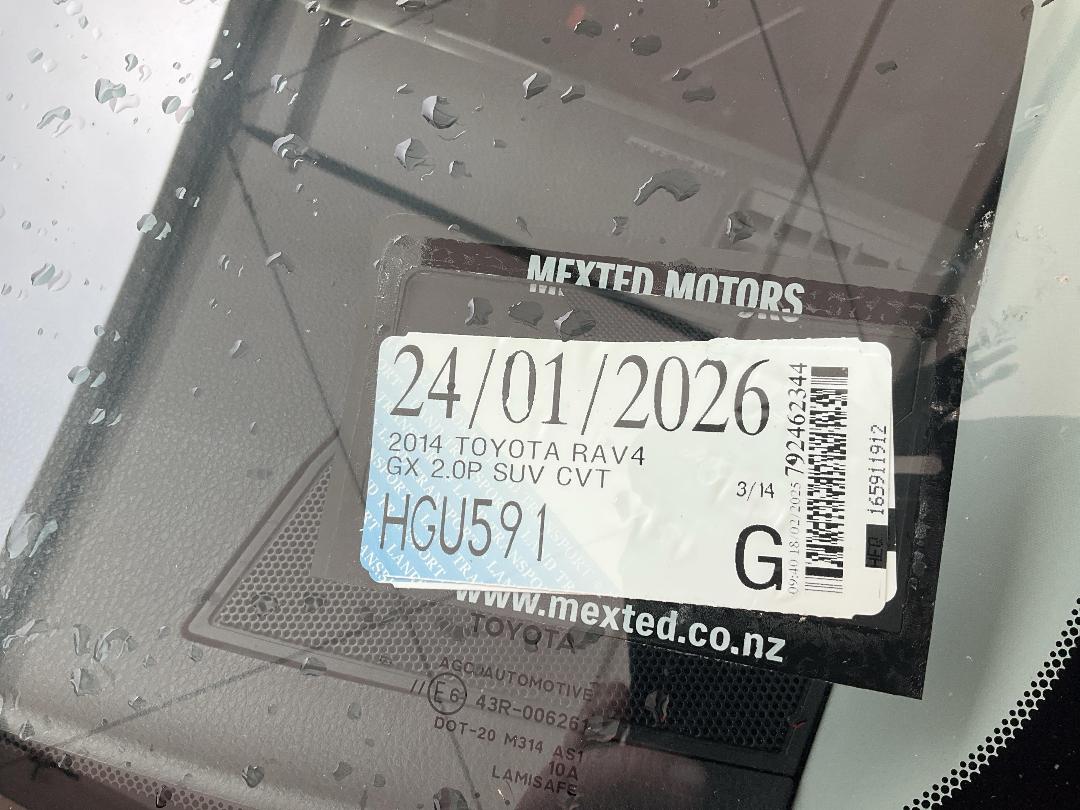 MEXTED MOTORS
24/01/2026
2014 TOYOTA RAV4
GX 2.0P SUV CVT
3/14
HGU591
G
09:40 18/02/2025 792462344
165911912
HEQ
www.mexted.co.nz
TOYOTA
AGC AUTOMOTIVE
// E6 43R-006261
DOT-20 M314 AS1
10A
LAMISAFE